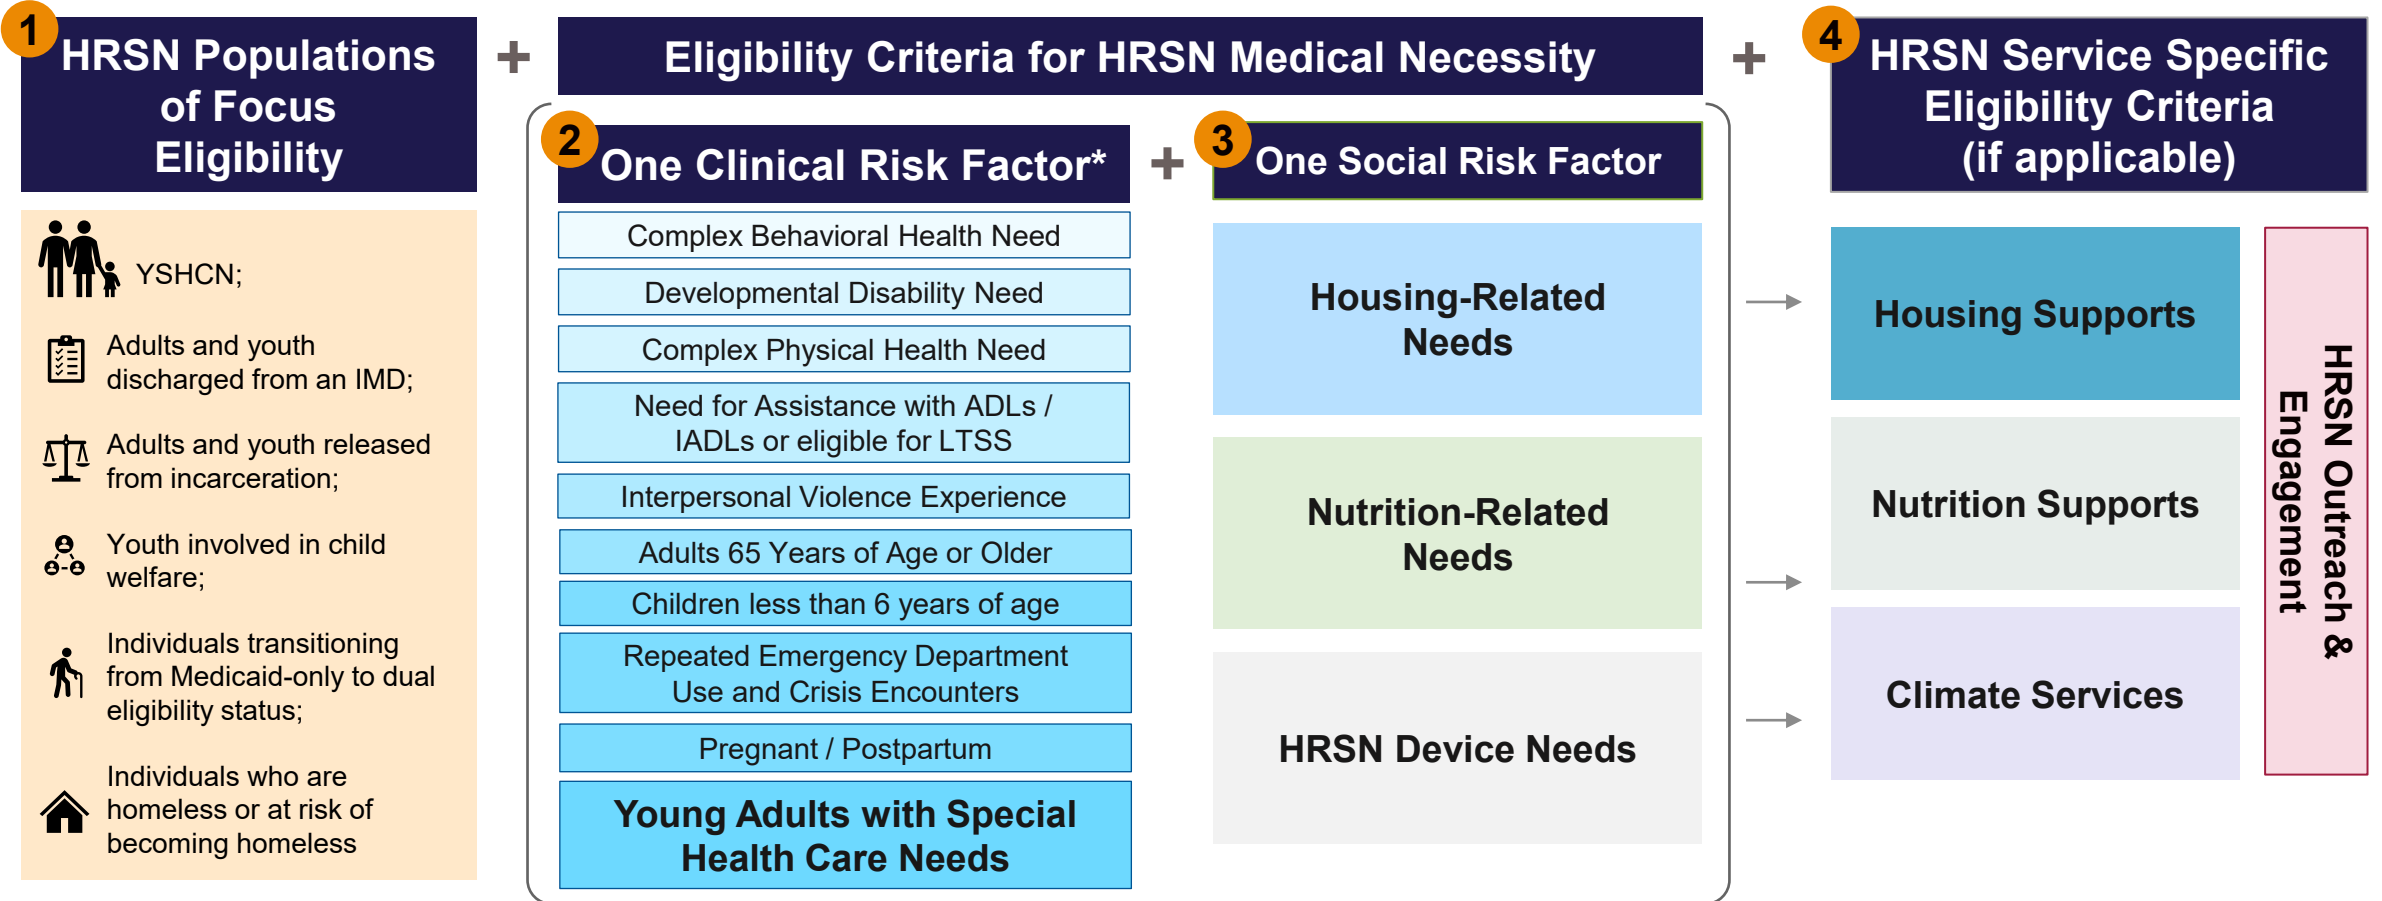 1
HRSN Populations
of Focus
Eligibility
YSHCN;
Adults and youth
discharged from an IMD;
Adults and youth released
from incarceration;
Youth involved in child
welfare;
Individuals transitioning
from Medicaid-only to dual
eligibility status;
Individuals who are
homeless or at risk of
becoming homeless
+
Eligibility Criteria for HRSN Medical Necessity
2
One Clinical Risk Factor*
Complex Behavioral Health Need
Developmental Disability Need
Complex Physical Health Need
Need for Assistance with ADLs /
IADLs or eligible for LTSS
Interpersonal Violence Experience
Adults 65 Years of Age or Older
Children less than 6 years of age
Repeated Emergency Department
Use and Crisis Encounters
Pregnant / Postpartum
Young Adults with Special
Health Care Needs
+
3
One Social Risk Factor
Housing-Related
Needs
Nutrition-Related
Needs
HRSN Device Needs
+
4
HRSN Service Specific
Eligibility Criteria
(if applicable)
Housing Supports
Nutrition Supports
Climate Services
HRSN Outreach &
Engagement